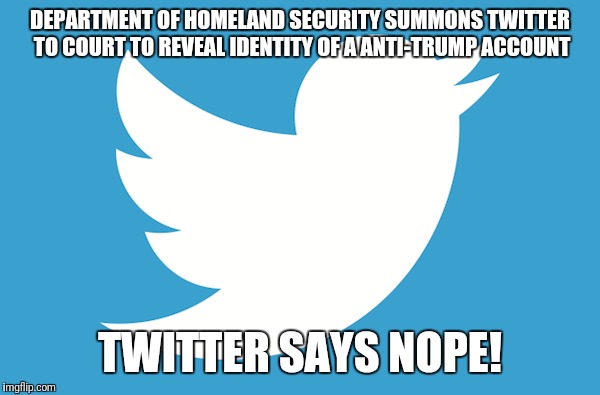 DEPARTMENT OF HOMELAND SECURITY SUMMONS TWITTER
TO COURT TO REVEAL IDENTITY OF A ANTI-TRUMP ACCOUNT
TWITTER SAYS NOPE!
imgflip.com